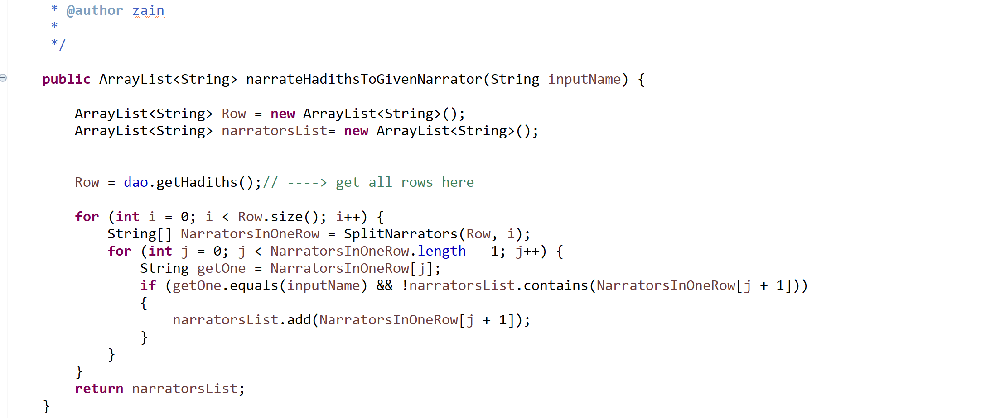 * @author zain
*
*/
public ArrayList<String> narrateHadithsToGivenNarrator(String inputName) {
ArrayList<String> Row = new ArrayList<String>();
ArrayList<String> narratorsList= new ArrayList<String>();
Row = dao.getHadiths();// ----> get all rows here
for (int i = 0; i < Row.size(); i++) {
String[] NarratorsInOneRow = SplitNarrators(Row, i);
for (int j = 0; j < NarratorsInOneRow.length - 1; j++) {
String getOne = NarratorsInOneRow[j];
if (getOne.equals(inputName) && !narratorsList.contains(NarratorsInOneRow[j + 1]))
{
narratorsList.add(NarratorsInOneRow[j + 1]);
}
}
}
return narratorsList;
}